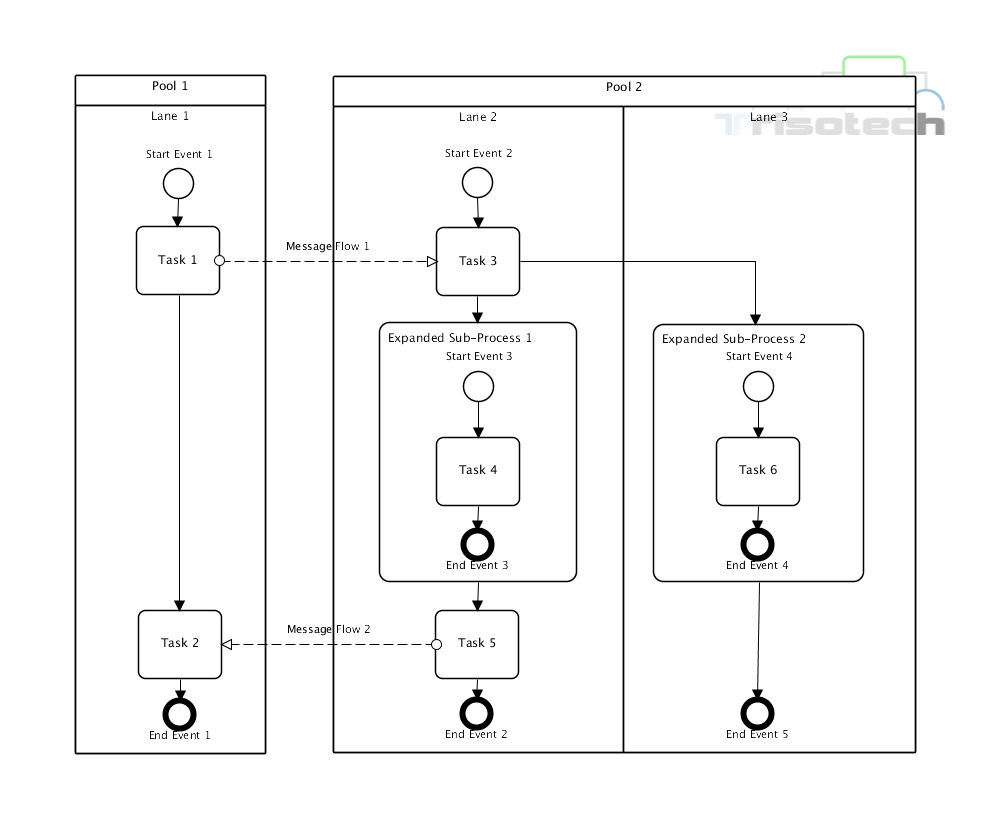 Pool 1
Lane 1
Start Event 1
Task 1
Task 2
End Event 1
Message Flow 1
Message Flow 2
Pool 2
Lane 2
Start Event 2
Task 3
Expanded Sub-Process 1
Start Event 3
Task 4
End Event 3
Task 5
End Event 2
Lane 3
Trisotech
Expanded Sub-Process 2
Start Event 4
Task 6
End Event 4
End Event 5